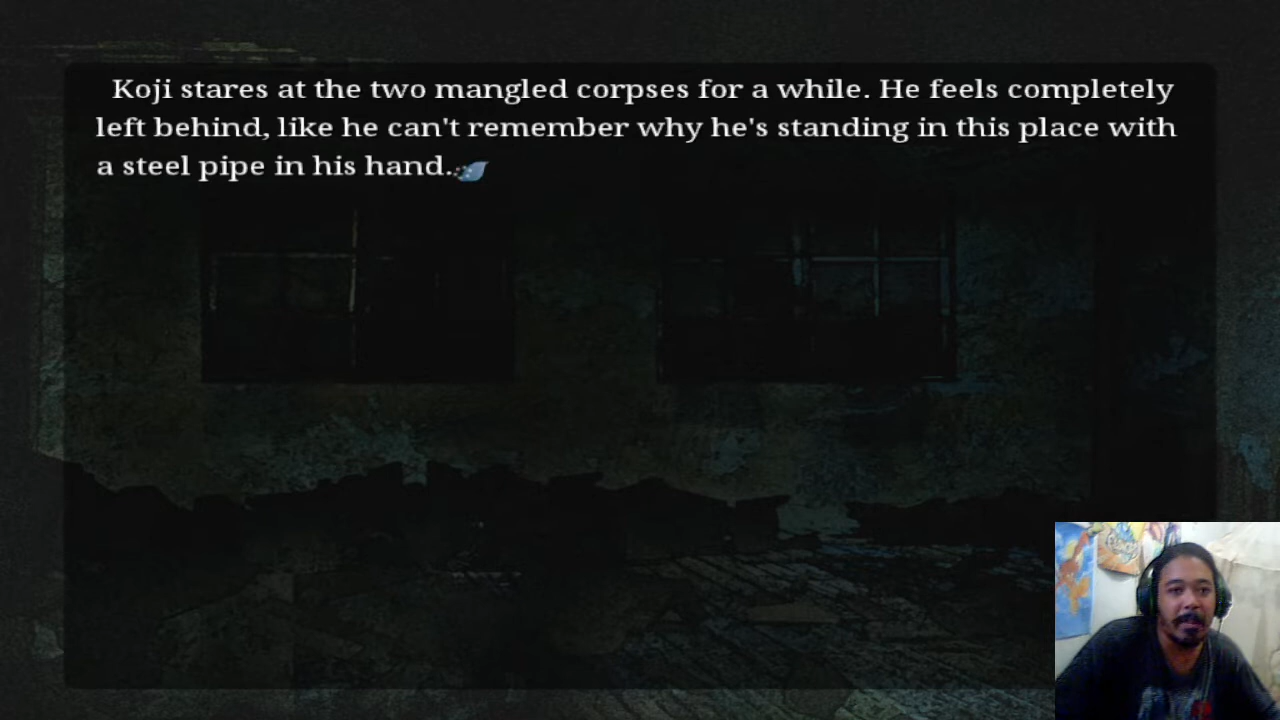 Koji stares at the two mangled corpses for a while. He feels completely
left behind, like he can't remember why he's standing in this place with
a steel pipe in his hand.